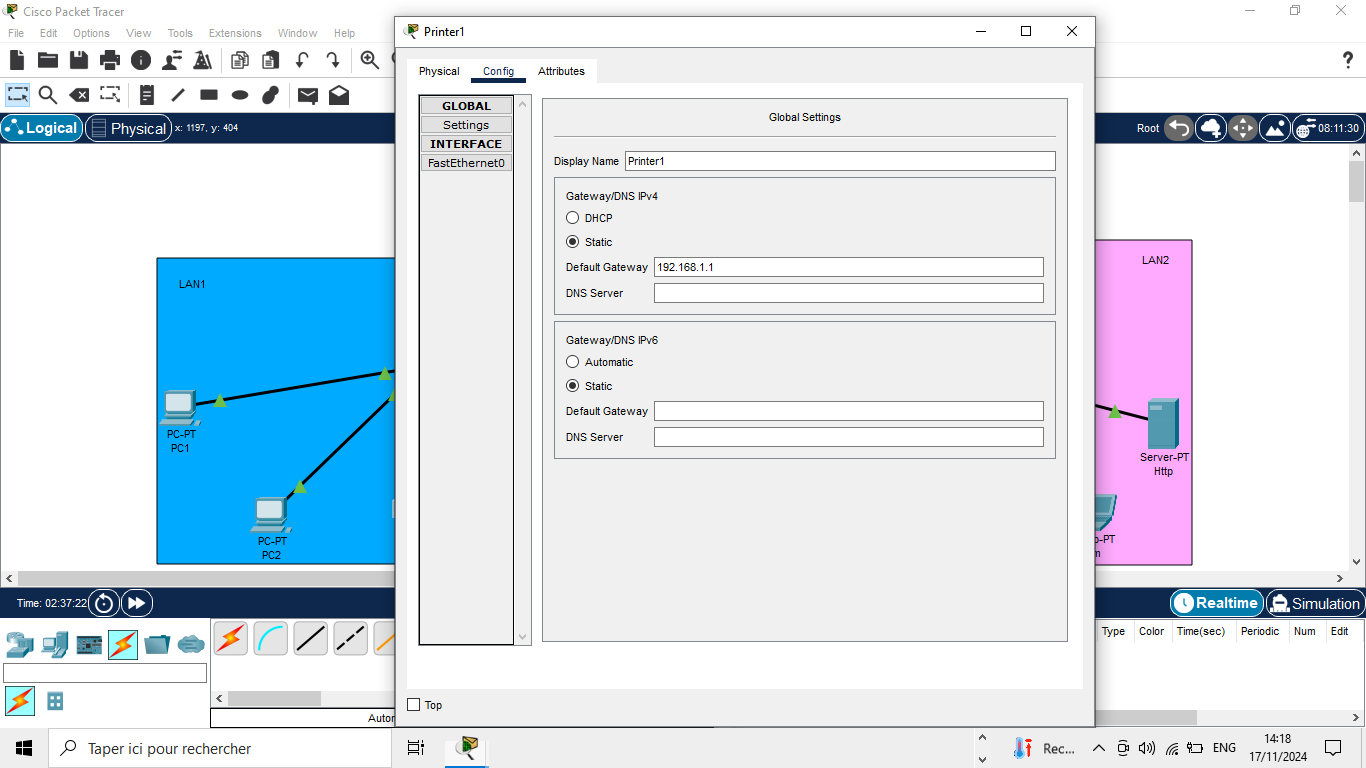 Cisco Packet Tracer
File Edit Options View Tools Extensions Window Help
Logical Physical x: 1197, y: 404
Root 08:11:30
LAN1
PC-PT
PC1
PC-PT
PC2
LAN2
Server-PT
Http
p-PT
m
Printer1
Physical Config Attributes
GLOBAL
Settings
INTERFACE
FastEthernet0
Global Settings
Display Name Printer1
Gateway/DNS IPv4
DHCP
Static
Default Gateway 192.168.1.1
DNS Server
Gateway/DNS IPv6
Automatic
Static
Default Gateway
DNS Server
Top
Time: 02:37:22
Realtime Simulation
Type Color Time(sec) Periodic Num Edit
Autor
Taper ici pour rechercher
Rec...
ENG
14:18
17/11/2024